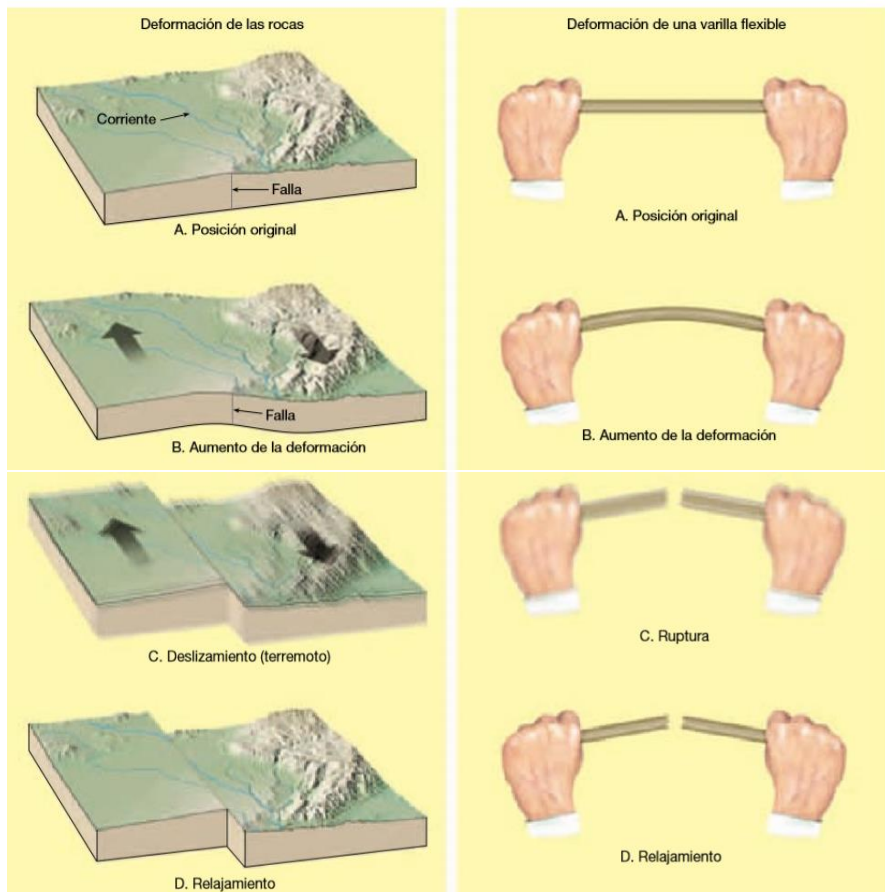 Deformación de las rocas
Corriente
Falla
A. Posición original
Falla
B. Aumento de la deformación
C. Deslizamiento (terremoto)
D. Relajamiento
Deformación de una varilla flexible
A. Posición original
B. Aumento de la deformación
C. Ruptura
D. Relajamiento